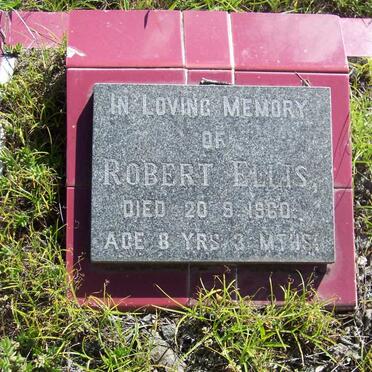 IN LOVING MEMORY
OF
ROBERT ELLIS,
DIED 20·9·1960.
AGE 8 YRS 3 MTHS.